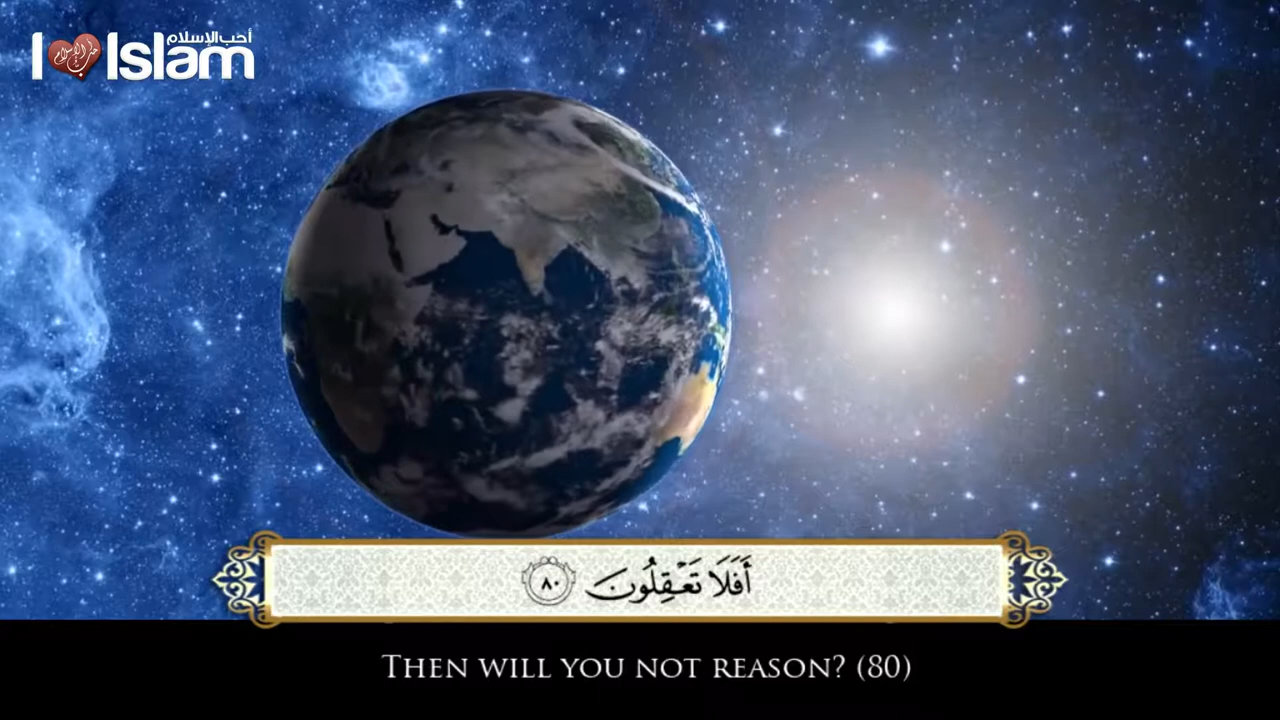 I Islam
أحب الإسلام
أَفَلَا تَعْقِلُونَ ٨٠
Then will you not reason? (80)